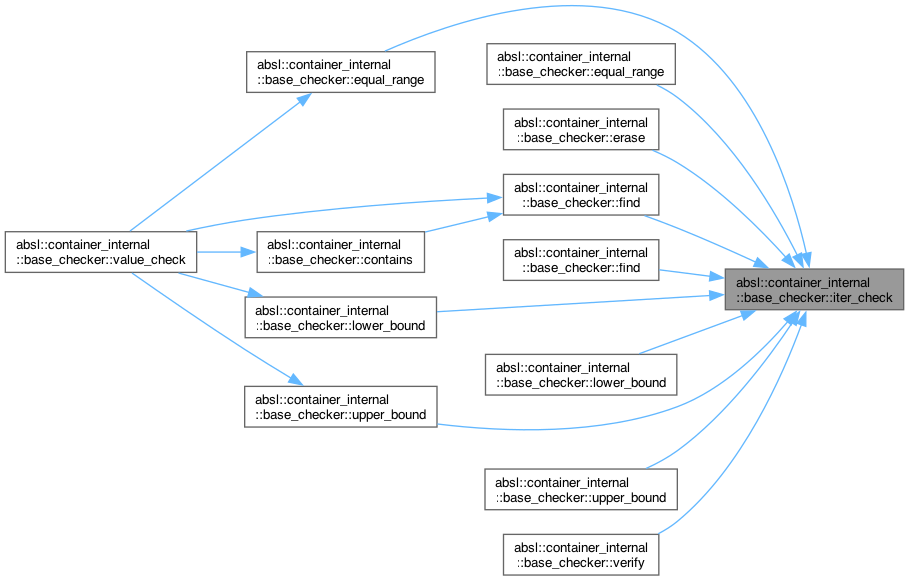 absl::container_internal
::base_checker::equal_range
absl::container_internal
::base_checker::equal_range
absl::container_internal
::base_checker::erase
absl::container_internal
::base_checker::find
absl::container_internal
::base_checker::value_check
absl::container_internal
::base_checker::contains
absl::container_internal
::base_checker::find
absl::container_internal
::base_checker::iter_check
absl::container_internal
::base_checker::lower_bound
absl::container_internal
::base_checker::lower_bound
absl::container_internal
::base_checker::upper_bound
absl::container_internal
::base_checker::upper_bound
absl::container_internal
::base_checker::verify